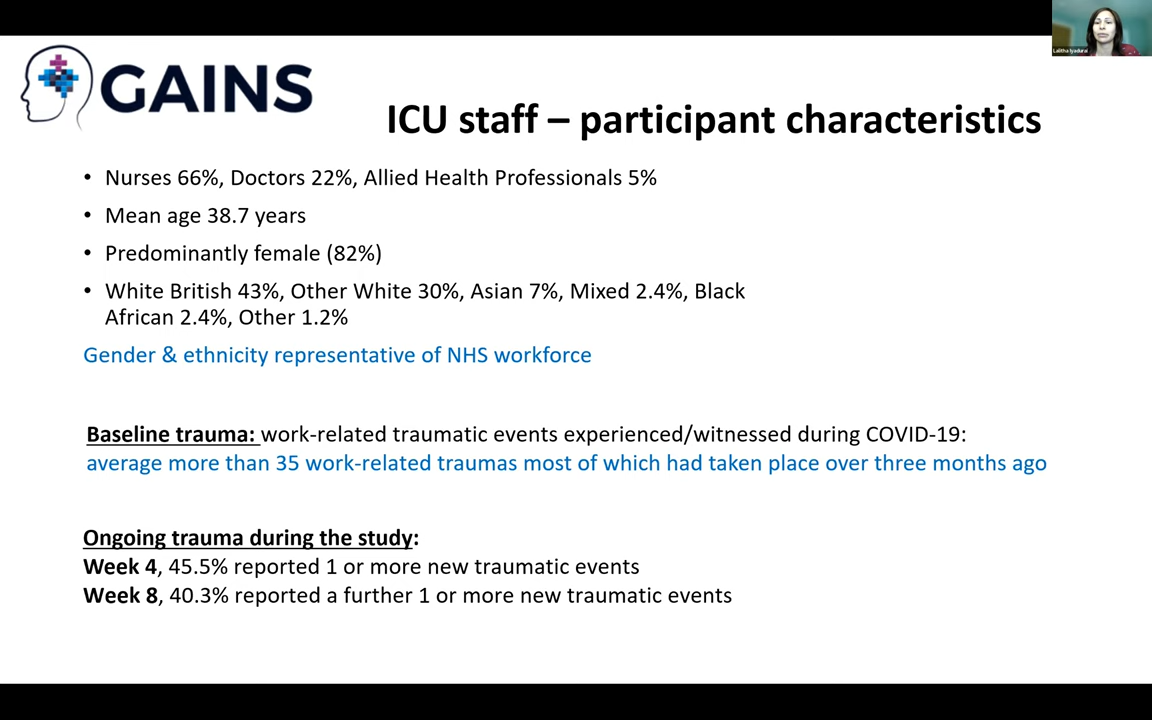 Lalitha Iyadurai
GAINS
ICU staff – participant characteristics
• Nurses 66%, Doctors 22%, Allied Health Professionals 5%
• Mean age 38.7 years
• Predominantly female (82%)
• White British 43%, Other White 30%, Asian 7%, Mixed 2.4%, Black
African 2.4%, Other 1.2%
Gender & ethnicity representative of NHS workforce
Baseline trauma: work-related traumatic events experienced/witnessed during COVID-19:
average more than 35 work-related traumas most of which had taken place over three months ago
Ongoing trauma during the study:
Week 4, 45.5% reported 1 or more new traumatic events
Week 8, 40.3% reported a further 1 or more new traumatic events